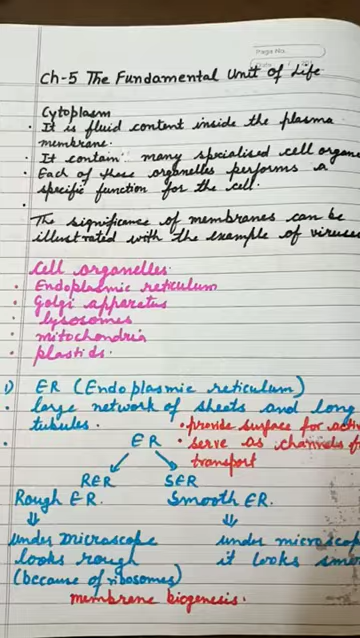 Page No.
Date
Ch-5 The Fundamental Unit of Life
Cytoplasm
• It is fluid content inside the plasma
membrane.
• It contain many specialised cell organe
• Each of these organelles performs a
specific function for the cell.
•
The significance of membranes can be
illustrated with the example of viruses
Cell organelles.
• Endoplasmic reticulum
• Golgi apparatus
• lysosomes
• mitochondria
• plastids.
1) ER (Endoplasmic reticulum)
• large network of sheets and long
tubules. • provide surface for acti
• ER • serve as channels f
transport
RER SER
Rough ER. Smooth ER.
under microscope under microscop
looks rough it looks smo
(because of ribosomes)
membrane biogenesis.